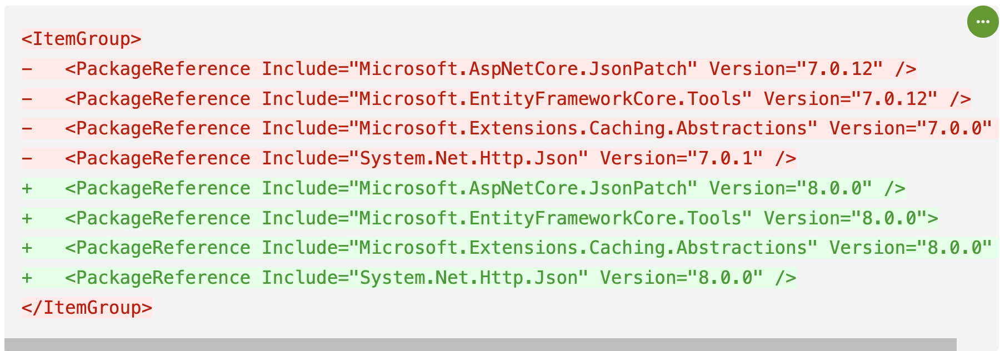 <ItemGroup>
-   <PackageReference Include="Microsoft.AspNetCore.JsonPatch" Version="7.0.12" />
-   <PackageReference Include="Microsoft.EntityFrameworkCore.Tools" Version="7.0.12" />
-   <PackageReference Include="Microsoft.Extensions.Caching.Abstractions" Version="7.0.0"
-   <PackageReference Include="System.Net.Http.Json" Version="7.0.1" />
+   <PackageReference Include="Microsoft.AspNetCore.JsonPatch" Version="8.0.0" />
+   <PackageReference Include="Microsoft.EntityFrameworkCore.Tools" Version="8.0.0">
+   <PackageReference Include="Microsoft.Extensions.Caching.Abstractions" Version="8.0.0"
+   <PackageReference Include="System.Net.Http.Json" Version="8.0.0" />
</ItemGroup>